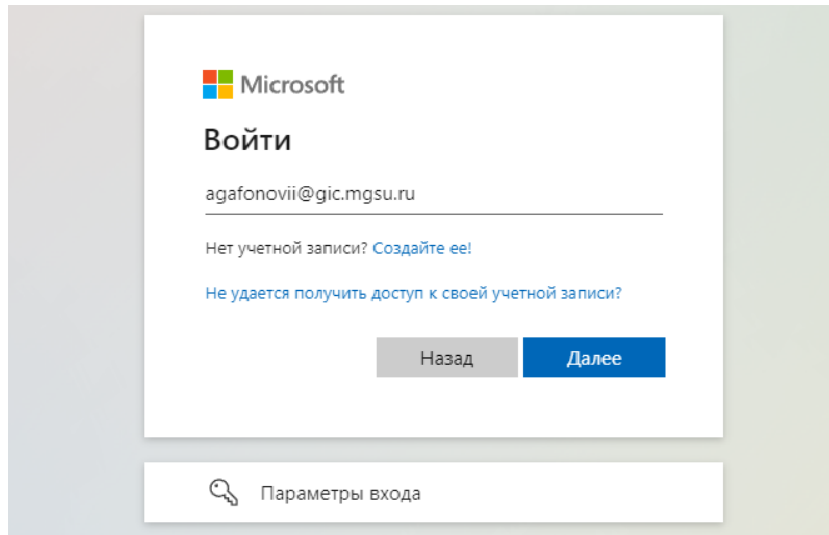 Microsoft
Войти
agafonovii@gic.mgsu.ru
Нет учетной записи? Создайте ее!
Не удается получить доступ к своей учетной записи?
Назад Далее
Параметры входа